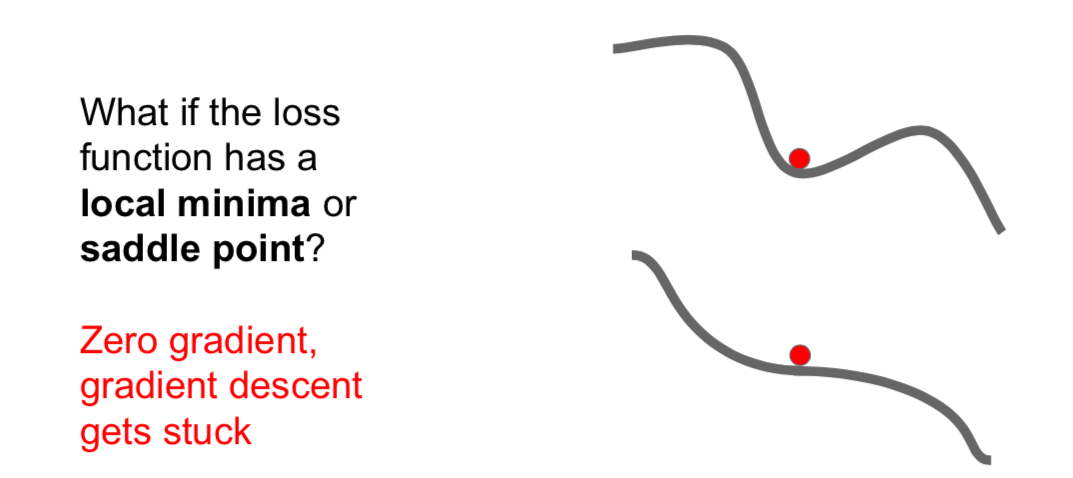 What if the loss
function has a
local minima or
saddle point?
Zero gradient,
gradient descent
gets stuck